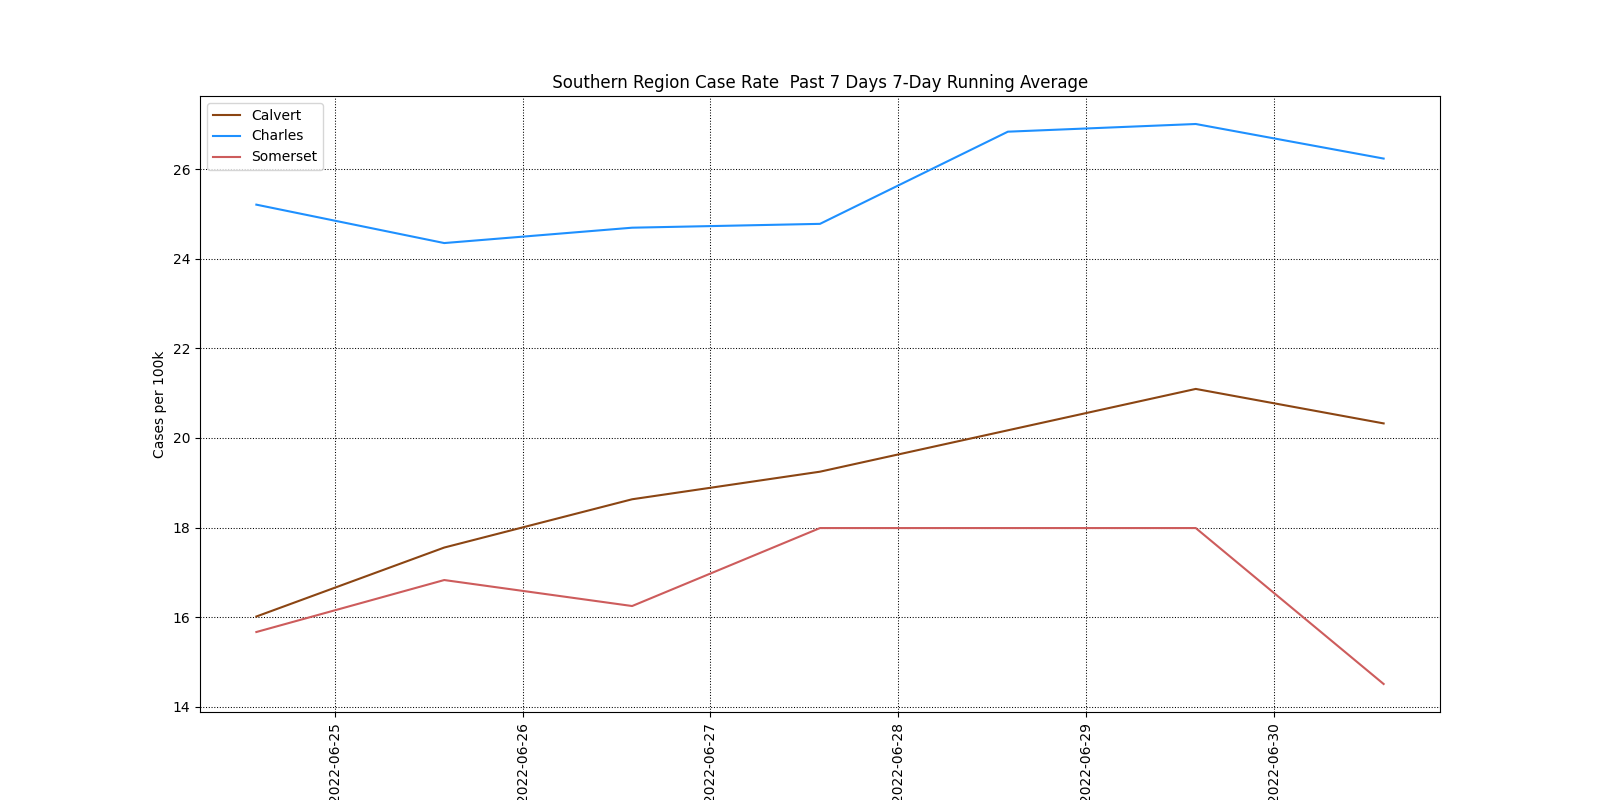 Southern Region Case Rate  Past 7 Days 7-Day Running Average
Calvert
Charles
Somerset
Cases per 100k
26
24
22
20
18
16
14
2022-06-25
2022-06-26
2022-06-27
2022-06-28
2022-06-29
2022-06-30